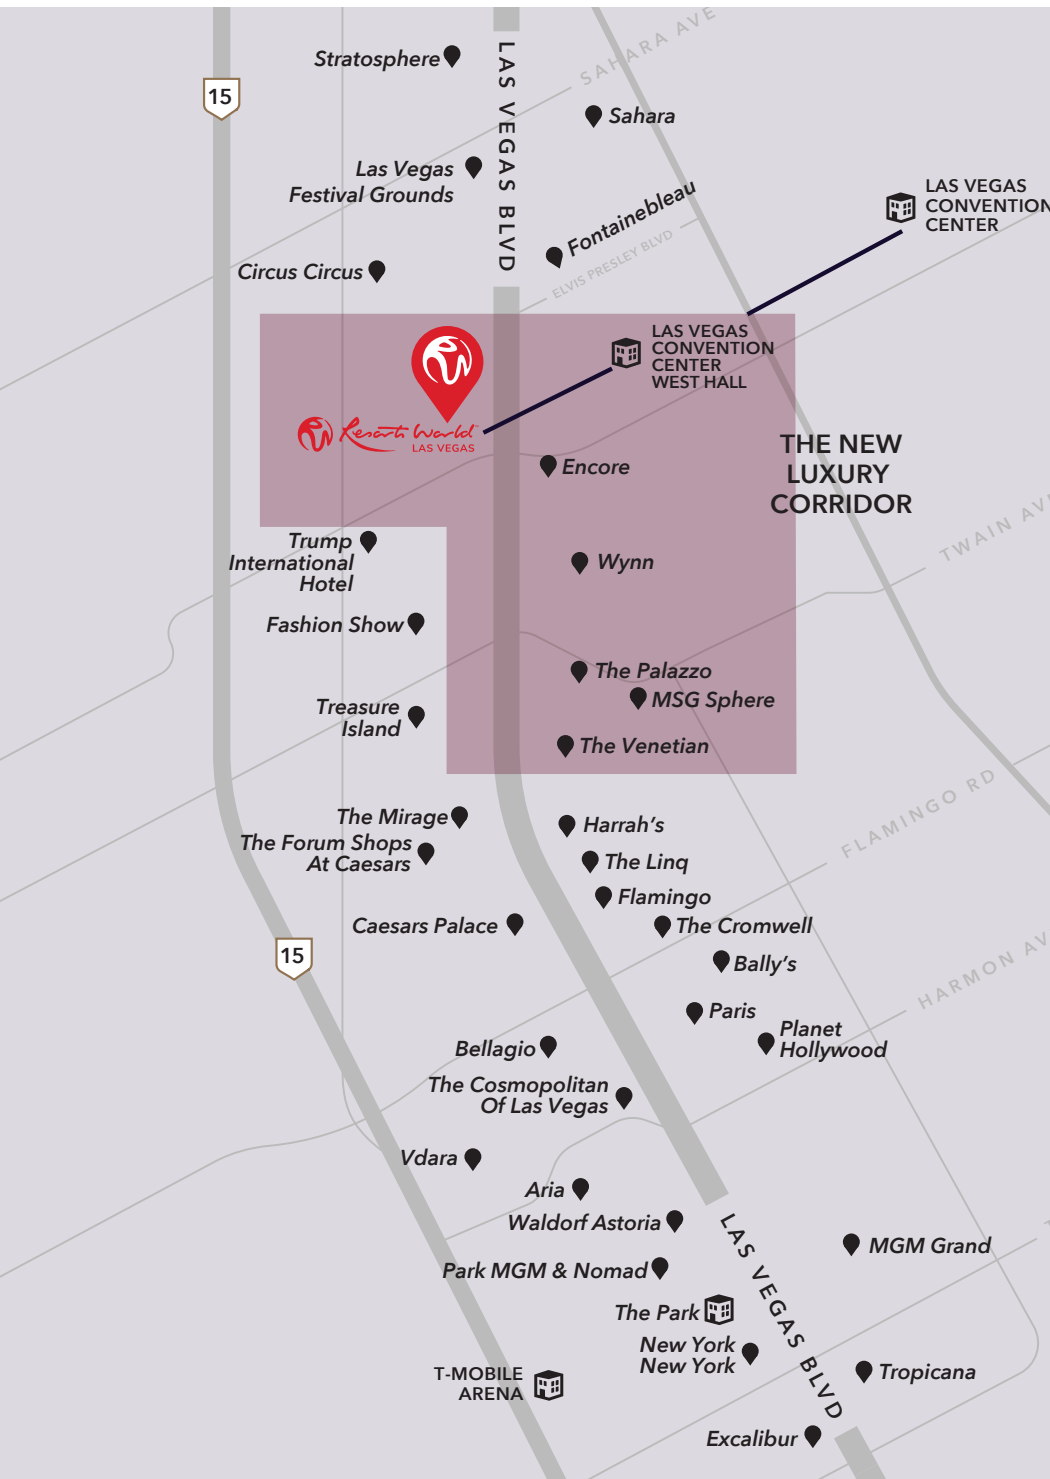 SAHARA AVE
LAS VEGAS BLVD
Stratosphere
15
Sahara
Las Vegas
Festival Grounds
LAS VEGAS
CONVENTION
CENTER
Fontainebleau
ELVIS PRESLEY BLVD
Circus Circus
LAS VEGAS
CONVENTION
CENTER
WEST HALL
Resorts World
LAS VEGAS
THE NEW
LUXURY
CORRIDOR
Encore
TWAIN AV
Trump
International
Hotel
Wynn
Fashion Show
The Palazzo
MSG Sphere
Treasure
Island
The Venetian
FLAMINGO RD
The Mirage
Harrah's
The Forum Shops
At Caesars
The Linq
Flamingo
Caesars Palace
The Cromwell
15
Bally's
HARMON AV
Paris
Planet
Hollywood
Bellagio
The Cosmopolitan
Of Las Vegas
Vdara
Aria
Waldorf Astoria
LAS VEGAS BLVD
MGM Grand
Park MGM & Nomad
The Park
New York
New York
T-MOBILE
ARENA
Tropicana
Excalibur